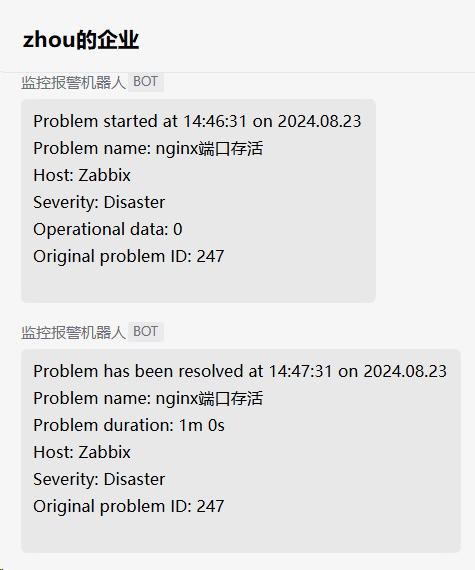 zhou的企业
监控报警机器人 BOT
Problem started at 14:46:31 on 2024.08.23
Problem name: nginx端口存活
Host: Zabbix
Severity: Disaster
Operational data: 0
Original problem ID: 247
监控报警机器人 BOT
Problem has been resolved at 14:47:31 on 2024.08.23
Problem name: nginx端口存活
Problem duration: 1m 0s
Host: Zabbix
Severity: Disaster
Original problem ID: 247